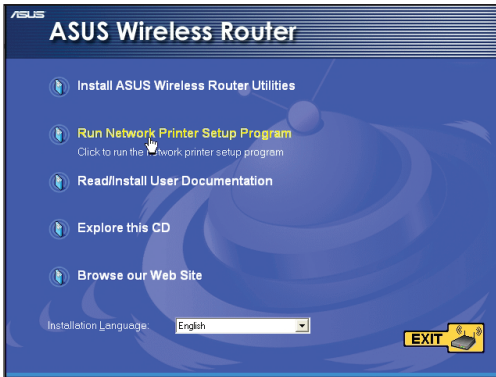 ASUS
ASUS Wireless Router
Install ASUS Wireless Router Utilities
Run Network Printer Setup Program
Click to run the network printer setup program
Read/Install User Documentation
Explore this CD
Browse our Web Site
Installation Language: English
EXIT